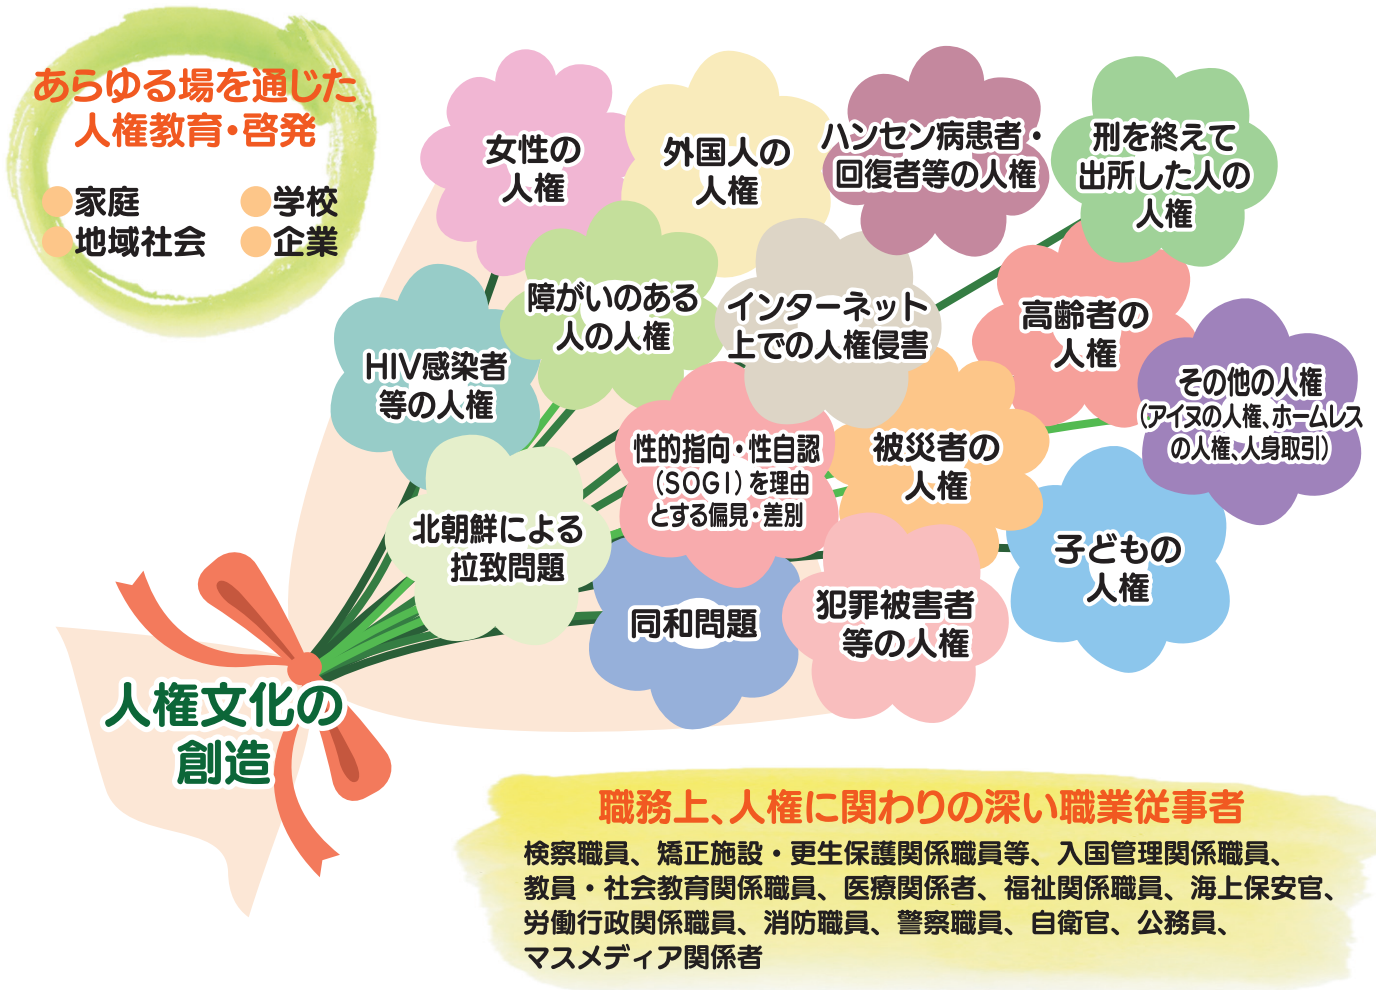 あらゆる場を通じた
人権教育・啓発
●家庭
●学校
●地域社会
●企業
女性の
人権
外国人の
人権
ハンセン病患者・
回復者等の人権
刑を終えて
出所した人の
人権
障がいのある
人の人権
インターネット
上での人権侵害
高齢者の
人権
HIV感染者
等の人権
その他の人権
（アイヌの人権、ホームレス
の人権、人身取引）
性的指向・性自認
（SOGI）を理由
とする偏見・差別
被災者の
人権
北朝鮮による
拉致問題
子どもの
人権
同和問題
犯罪被害者
等の人権
人権文化の
創造
職務上、人権に関わりの深い職業従事者
検察職員、矯正施設・更生保護関係職員等、入国管理関係職員、
教員・社会教育関係職員、医療関係者、福祉関係職員、海上保安官、
労働行政関係職員、消防職員、警察職員、自衛官、公務員、
マスメディア関係者